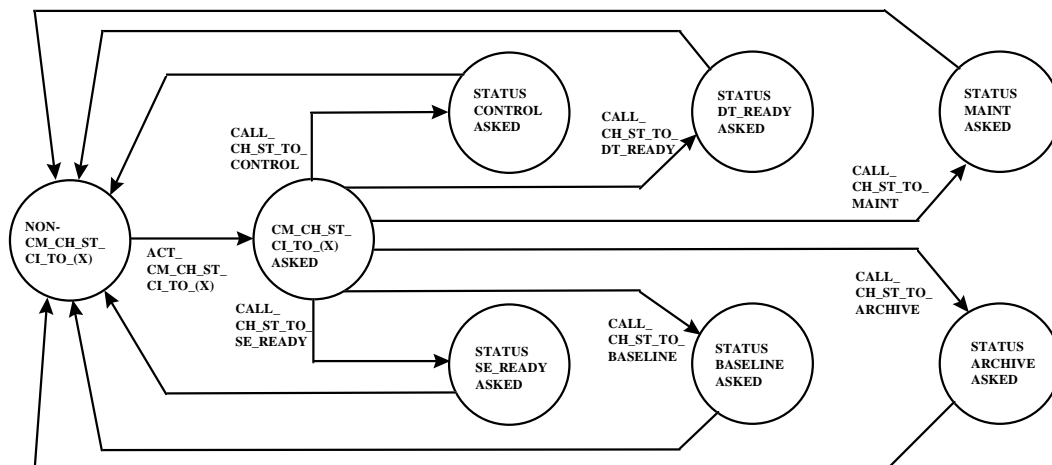 STATUS
CONTROL
ASKED
STATUS
DT_READY
ASKED
STATUS
MAINT
ASKED
CALL_
CH_ST_TO_
CONTROL
CALL_
CH_ST_TO_
DT_READY
CALL_
CH_ST_TO_
MAINT
NON-
CM_CH_ST_
CI_TO_(X)
ACT_
CM_CH_ST_
CI_TO_(X)
CM_CH_ST_
CI_TO_(X)
ASKED
CALL_
CH_ST_TO_
SE_READY
CALL_
CH_ST_TO_
BASELINE
CALL_
CH_ST_TO_
ARCHIVE
STATUS
SE_READY
ASKED
STATUS
BASELINE
ASKED
STATUS
ARCHIVE
ASKED